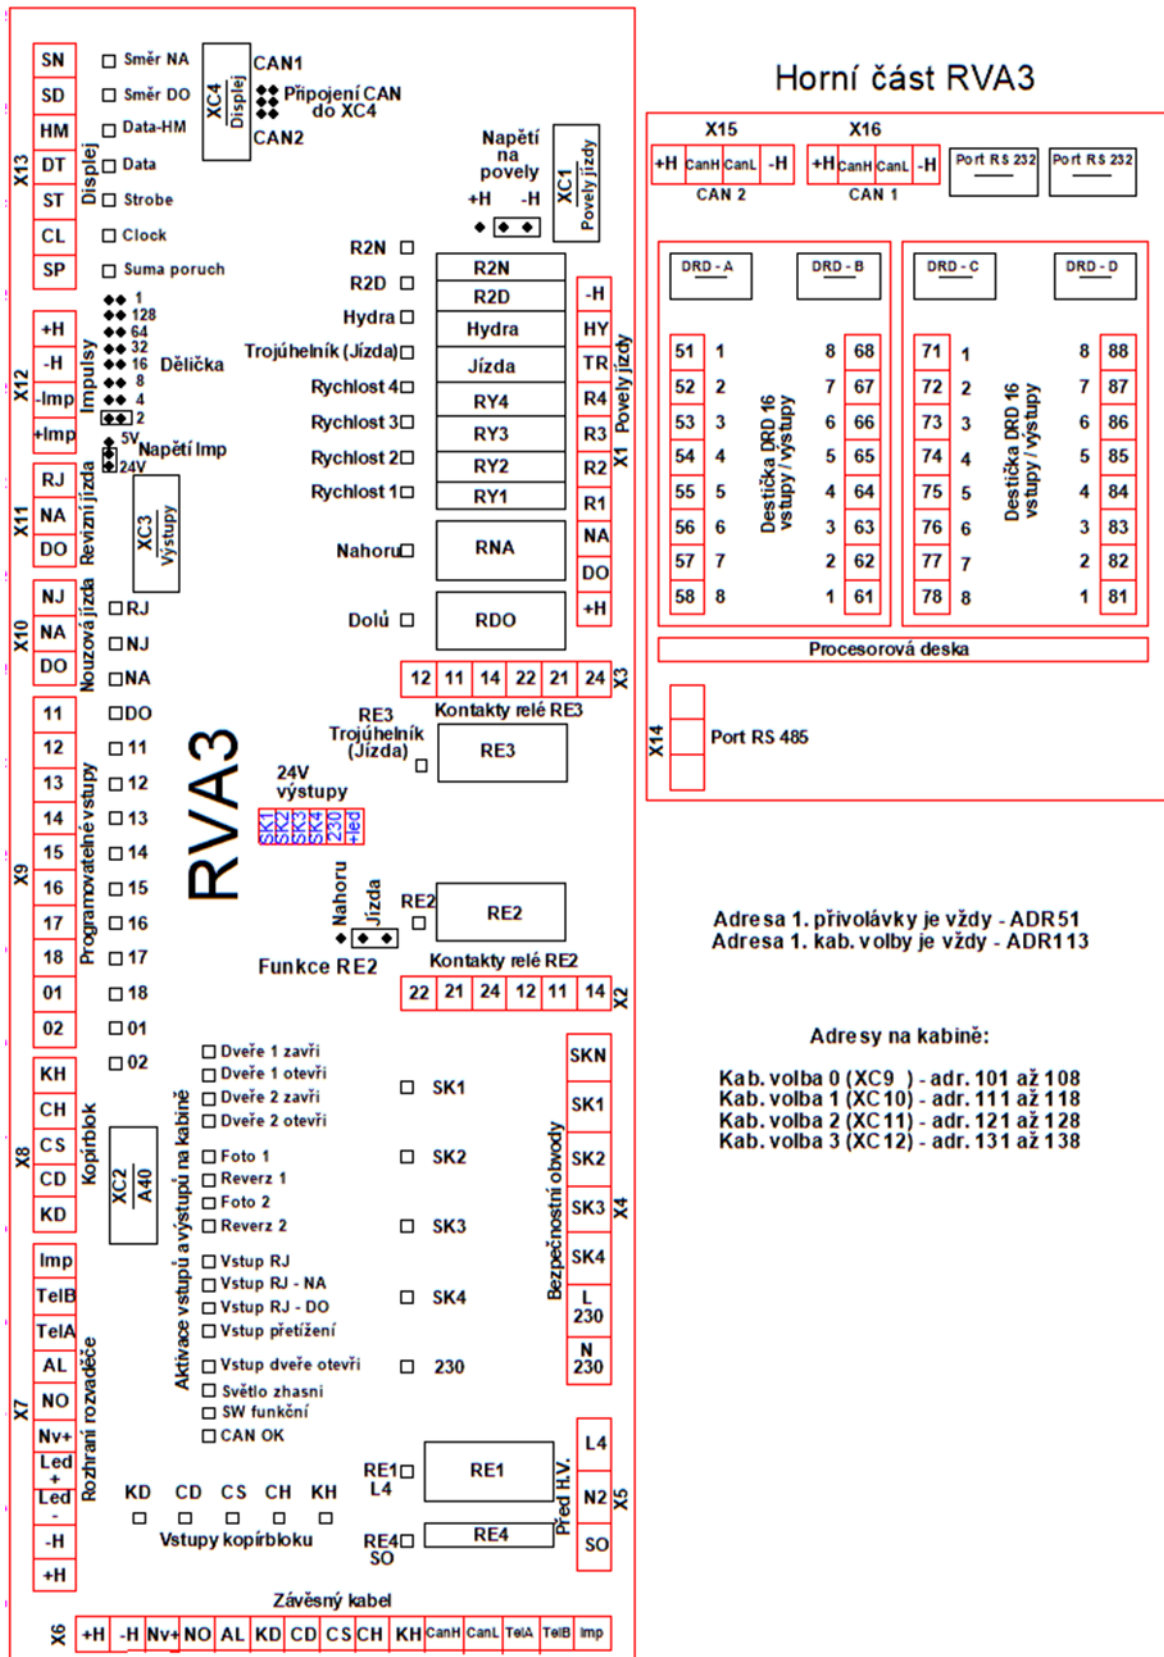 Horní část RVA3
X13
Displej
SN
SD
HM
DT
ST
CL
SP
Směr NA
Směr DO
Data-HM
Data
Strobe
Clock
Suma poruch
XC4
Displej
CAN1
Připojení CAN
do XC4
CAN2
Napětí
na
povely
+H -H
XC1
Povely jízdy
X12
Impulsy
+H
-H
-Imp
+Imp
1
128
64
32
16
8
4
2
Dělička
5V
Napětí Imp
24V
X11
Revizní jízda
RJ
NA
DO
XC3
Výstupy
X10
Nouzová jízda
NJ
NA
DO
RJ
NJ
NA
DO
11
12
13
14
15
16
17
18
01
02
X9
Programovatelné vstupy
11
12
13
14
15
16
17
18
01
02
RVA3
R2N
R2D
Hydra
Trojúhelník (Jízda)
Rychlost 4
Rychlost 3
Rychlost 2
Rychlost 1
Nahoru
Dolů
R2N
R2D
Hydra
Jízda
RY4
RY3
RY2
RY1
RNA
RDO
-H
HY
TR
R4
R3
R2
R1
NA
DO
+H
X1 Povely jízdy
12 11 14 22 21 24
X3
Kontakty relé RE3
RE3
Trojúhelník
(Jízda)
RE3
24V
výstupy
SK1
SK2
SK3
SK4
230
+led
Nahoru
Jízda
Funkce RE2
RE2
RE2
Kontakty relé RE2
22 21 24 12 11 14
X2
X8
Kopírblok
KH
CH
CS
CD
KD
XC2
A40
Aktivace vstupů a výstupů na kabině
Dveře 1 zavři
Dveře 1 otevři
Dveře 2 zavři
Dveře 2 otevři
Foto 1
Reverz 1
Foto 2
Reverz 2
Vstup RJ
Vstup RJ - NA
Vstup RJ - DO
Vstup přetížení
Vstup dveře otevři
Světlo zhasni
SW funkční
CAN OK
SK1
SK2
SK3
SK4
230
Bezpečnostní obvody
SKN
SK1
SK2
SK3
SK4
L
230
N
230
X4
X7
Rozhraní rozvaděče
Imp
TelB
TelA
AL
NO
Nv+
Led
+
Led
-
-H
+H
KD CD CS CH KH
Vstupy kopírbloku
RE1
L4
RE1
RE4
SO
RE4
Před H.V.
L4
N2
SO
X5
Závěsný kabel
X6
+H -H Nv+ NO AL KD CD CS CH KH CanH CanL TelA TelB Imp
X15 X16
+H CanH CanL -H
CAN 2
+H CanH CanL -H
CAN 1
Port RS 232
Port RS 232
DRD - A DRD - B DRD - C DRD - D
51 1 8 68 71 1 8 88
52 2 7 67 72 2 7 87
53 3 6 66 73 3 6 86
54 4 5 65 74 4 5 85
55 5 4 64 75 5 4 84
56 6 3 63 76 6 3 83
57 7 2 62 77 7 2 82
58 8 1 61 78 8 1 81
Destička DRD 16
vstupy / výstupy
Destička DRD 16
vstupy / výstupy
Procesorová deska
X14
Port RS 485
Adresa 1. přivolávky je vždy - ADR51
Adresa 1. kab. volby je vždy - ADR113
Adresy na kabině:
Kab. volba 0 (XC9 ) - adr. 101 až 108
Kab. volba 1 (XC10) - adr. 111 až 118
Kab. volba 2 (XC11) - adr. 121 až 128
Kab. volba 3 (XC12) - adr. 131 až 138